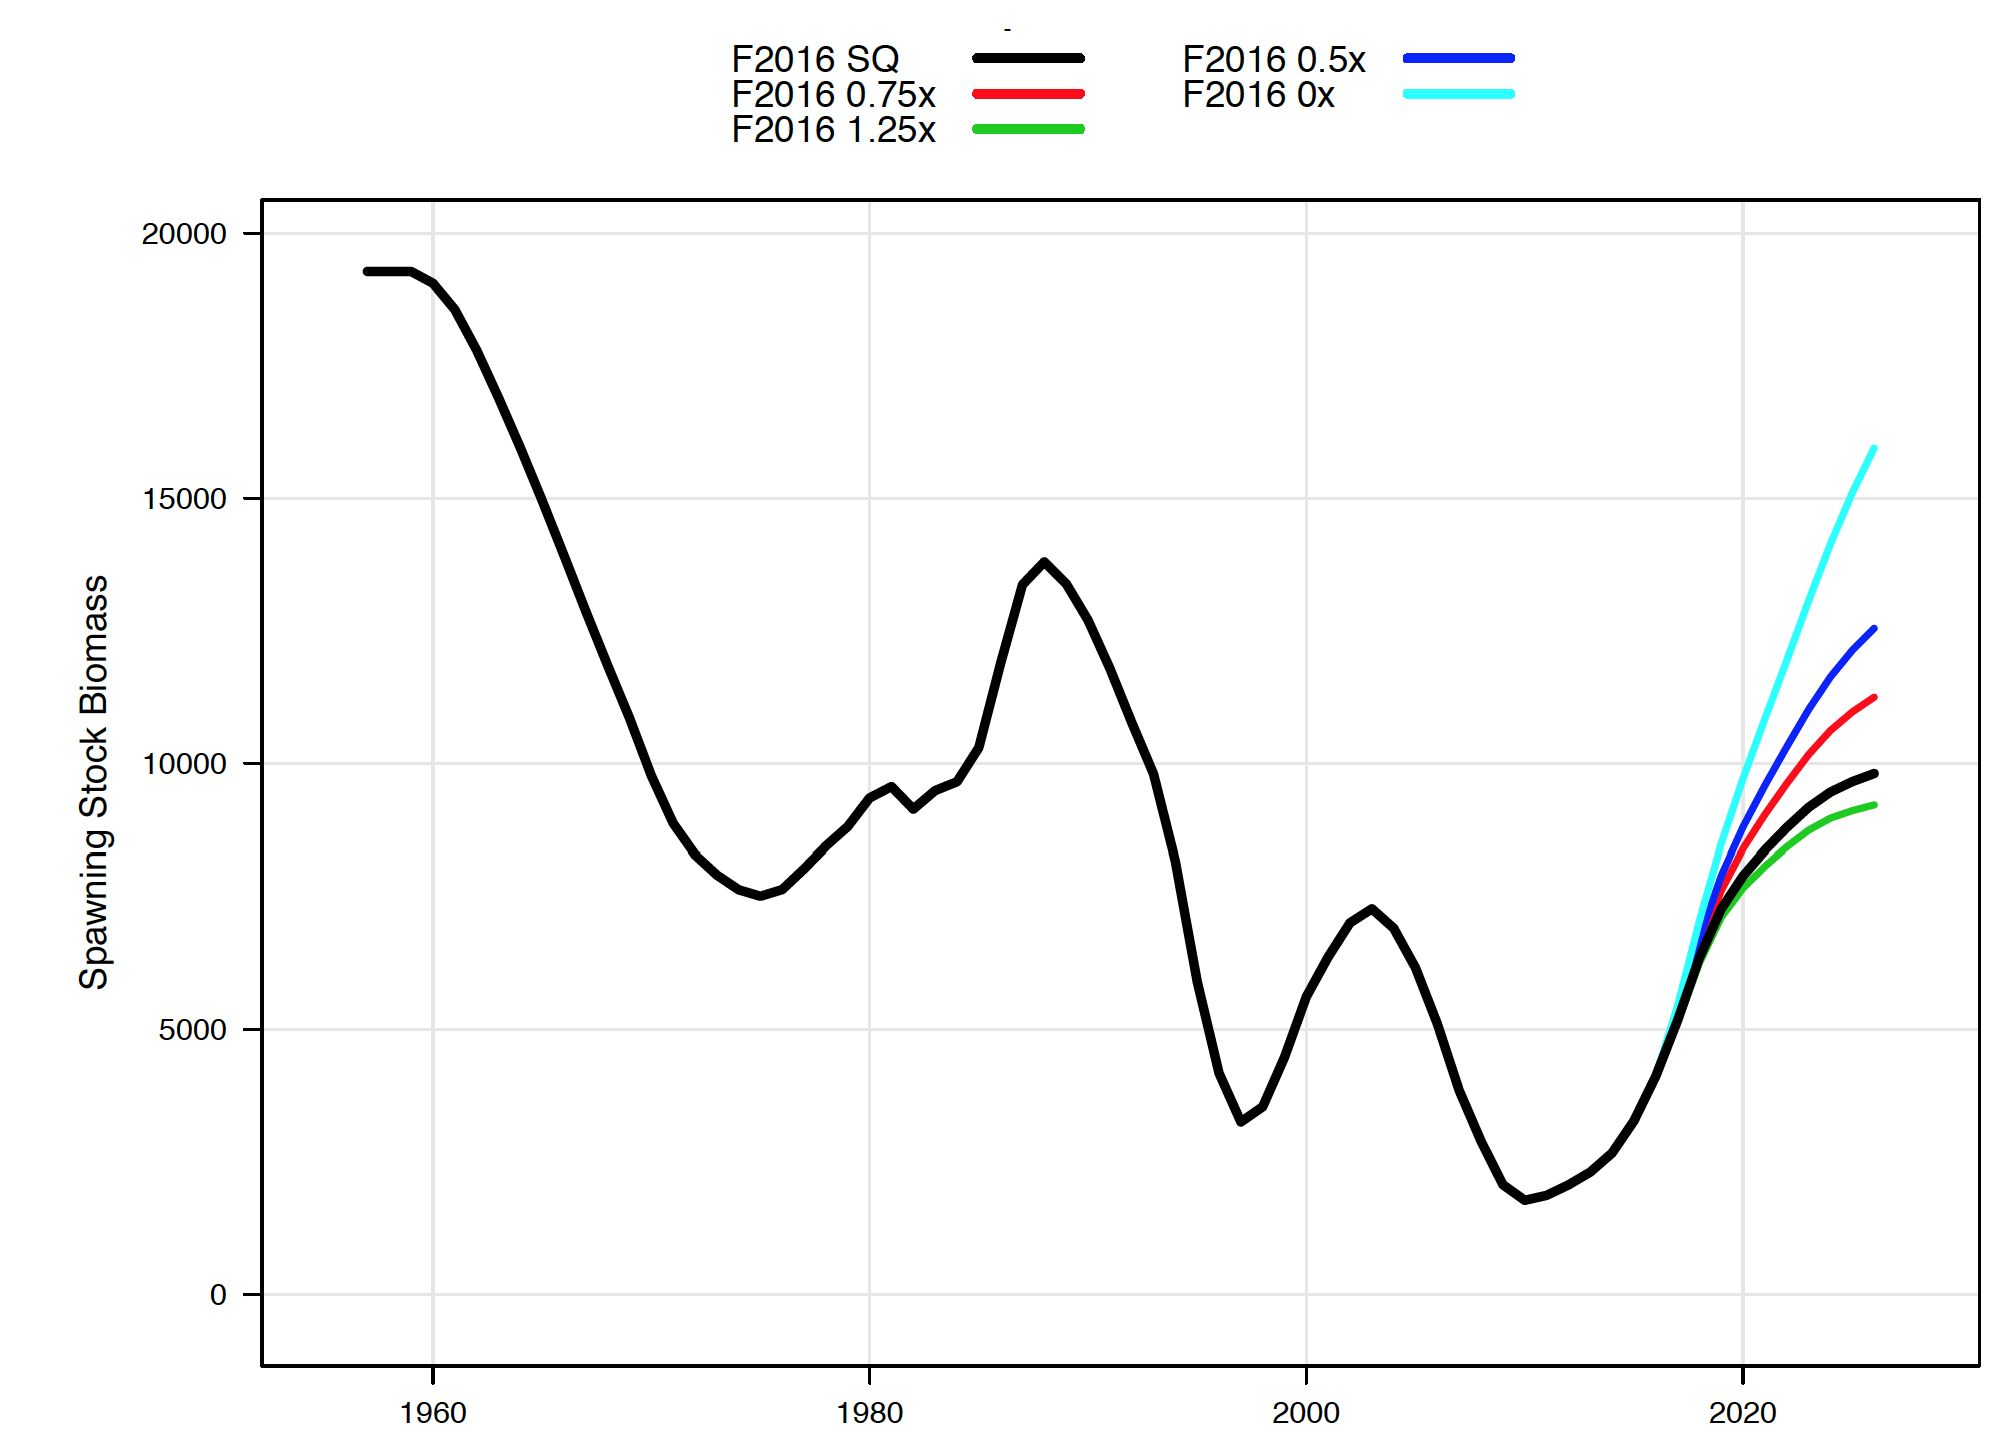 -
F2016 SQ
F2016 0.75x
F2016 1.25x
F2016 0.5x
F2016 0x
Spawning Stock Biomass
20000
15000
10000
5000
0
1960 1980 2000 2020